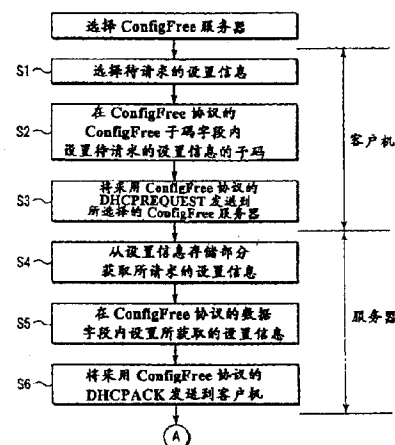 选择 ConfigFree 服务器
S1
选择待请求的设置信息
S2
在 ConfigFree 协议的
ConfigFree 子码字段内
设置待请求的设置信息的子码
客户机
S3
将采用 ConfigFree 协议的
DHCPREQUEST 发送到
所选择的 ConfigFree 服务器
S4
从设置信息存储部分
获取所请求的设置信息
S5
在 ConfigFree 协议的数据
字段内设置所获取的设置信息
服务器
S6
将采用 ConfigFree 协议的
DHCPACK 发送到客户机
A